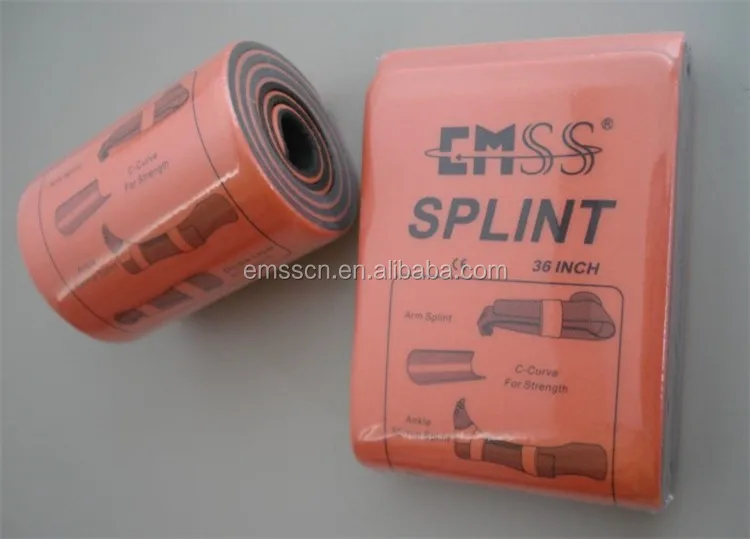 C-Curve
For Strength
EMSS®
SPLINT
CE
36 INCH
emsscn.en.alibaba.com
Arm Splint
C-Curve
For Strength
Ankle